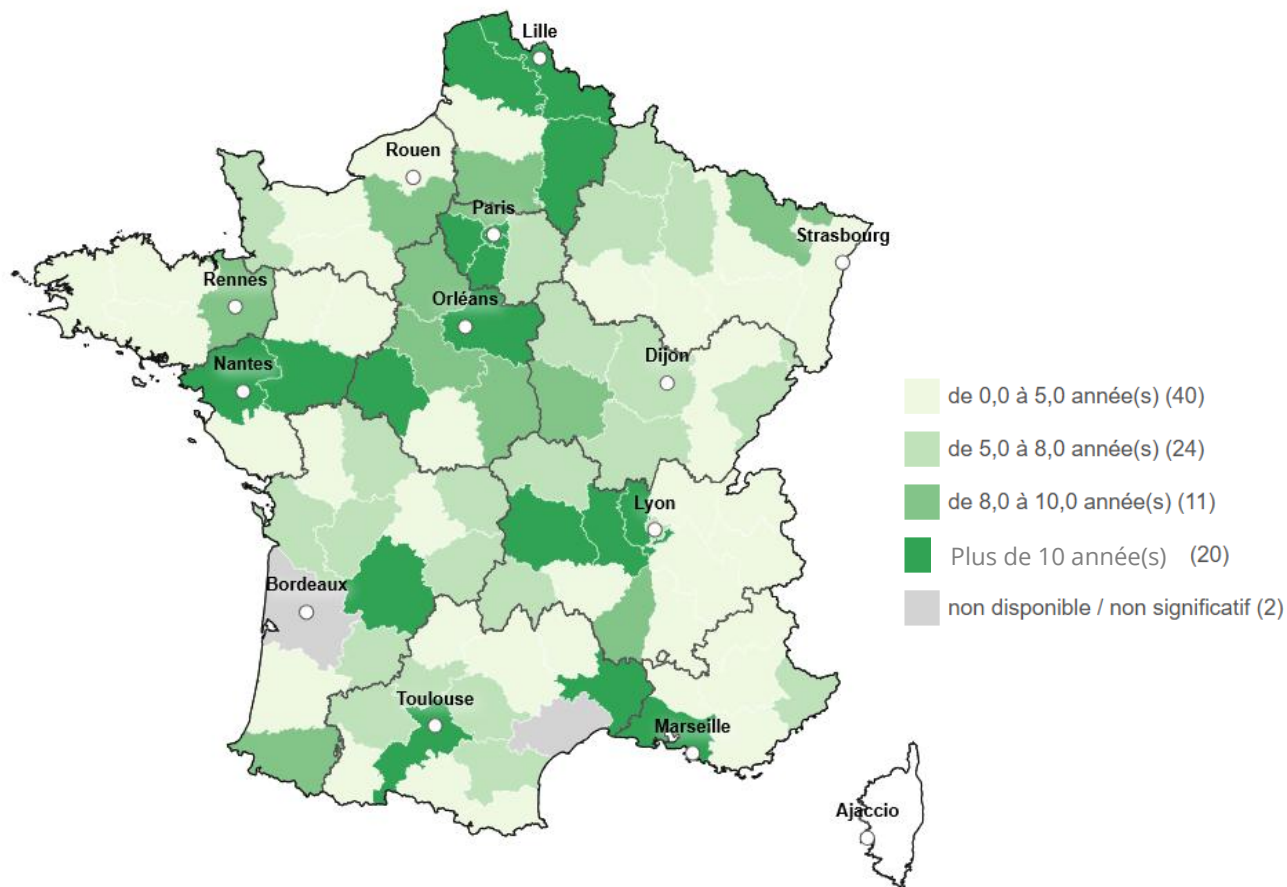 Lille
Rouen
Paris
Strasbourg
Rennes
Orléans
Nantes
Dijon
Lyon
Bordeaux
Toulouse
Marseille
Ajaccio
de 0,0 à 5,0 année(s) (40)
de 5,0 à 8,0 année(s) (24)
de 8,0 à 10,0 année(s) (11)
Plus de 10 année(s) (20)
non disponible / non significatif (2)